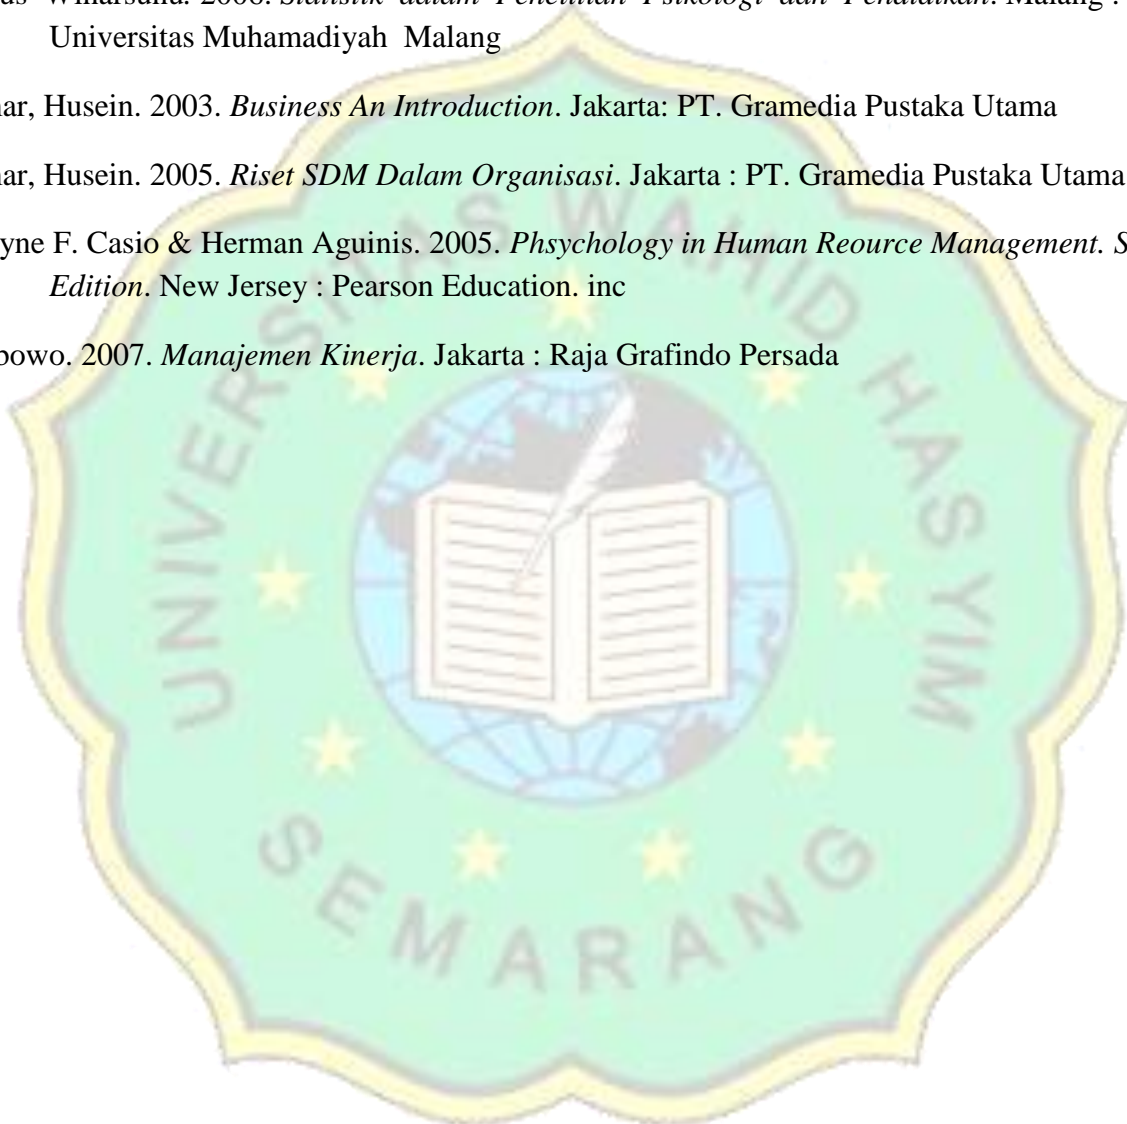 Universitas Muhamadiyah Malang
ar, Husein. 2003. Business An Introduction. Jakarta: PT. Gramedia Pustaka Utama
ar, Husein. 2005. Riset SDM Dalam Organisasi. Jakarta : PT. Gramedia Pustaka Utama
yne F. Casio & Herman Aguinis. 2005. Phsychology in Human Reource Management. S
Edition. New Jersey : Pearson Education. inc
bowo. 2007. Manajemen Kinerja. Jakarta : Raja Grafindo Persada
UNIVERSITAS WAHID HASYIM
SEMARANG